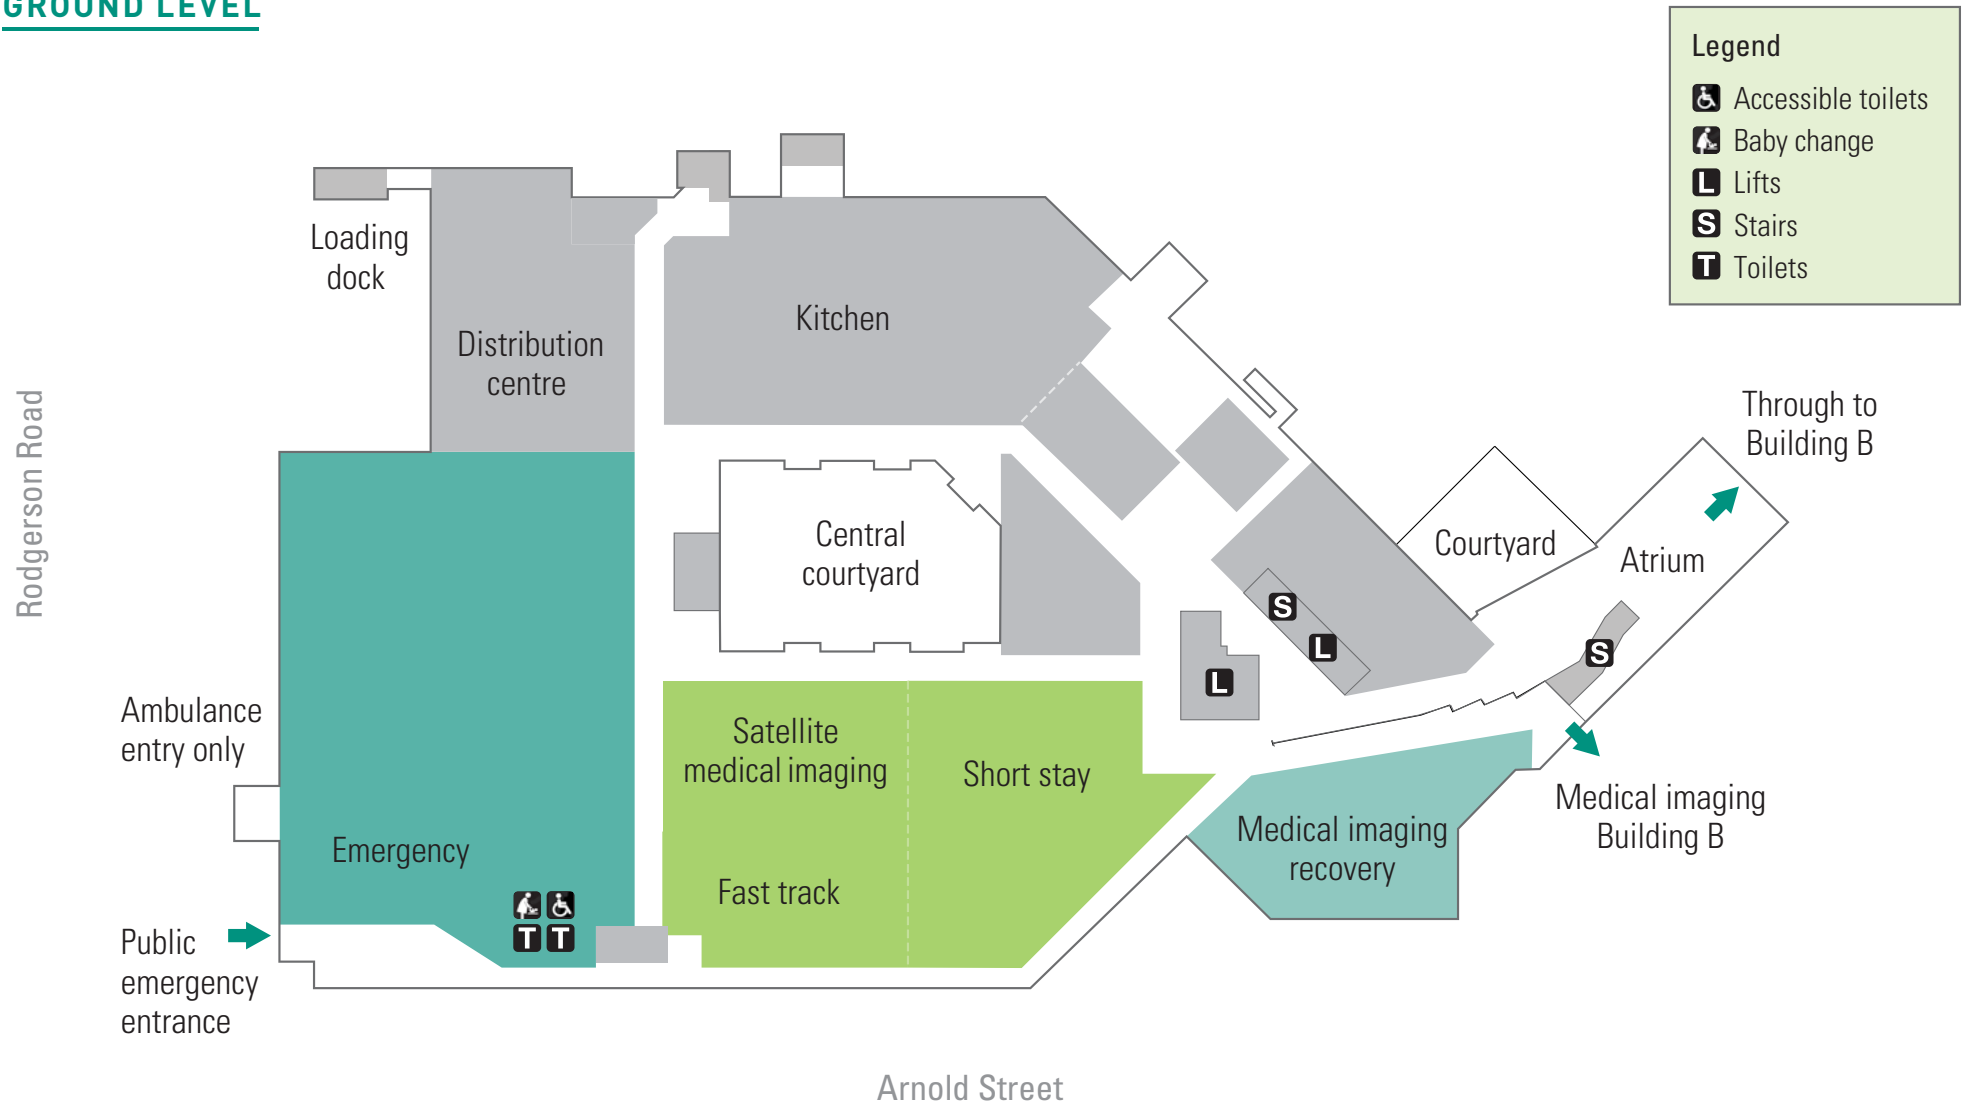 GROUND LEVEL
Legend
Accessible toilets
Baby change
L Lifts
S Stairs
T Toilets
Loading
dock
Distribution
centre
Kitchen
Rodgerson Road
Through to
Building B
Central
courtyard
Courtyard
Atrium
S
L
S
L
Ambulance
entry only
Satellite
medical imaging
Short stay
Medical imaging
Building B
Emergency
Medical imaging
recovery
Fast track
T T
Public
emergency
entrance
Arnold Street